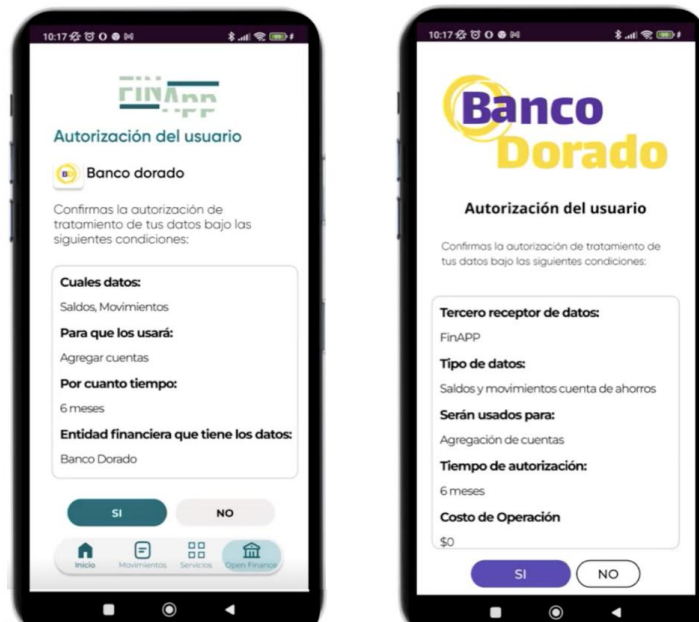 10:17
FINApp
Autorización del usuario
Banco dorado
Confirmas la autorización de
tratamiento de tus datos bajo las
siguientes condiciones:
Cuales datos:
Saldos, Movimientos
Para que los usará:
Agregar cuentas
Por cuanto tiempo:
6 meses
Entidad financiera que tiene los datos:
Banco Dorado
SI
NO
Inicio
Movimientos
Servicios
Open Finance
10:17
Banco
Dorado
Autorización del usuario
Confirmas la autorización de tratamiento de
tus datos bajo las siguientes condiciones:
Tercero receptor de datos:
FinAPP
Tipo de datos:
Saldos y movimientos cuenta de ahorros
Serán usados para:
Agregación de cuentas
Tiempo de autorización:
6 meses
Costo de Operación
$0
SI
NO